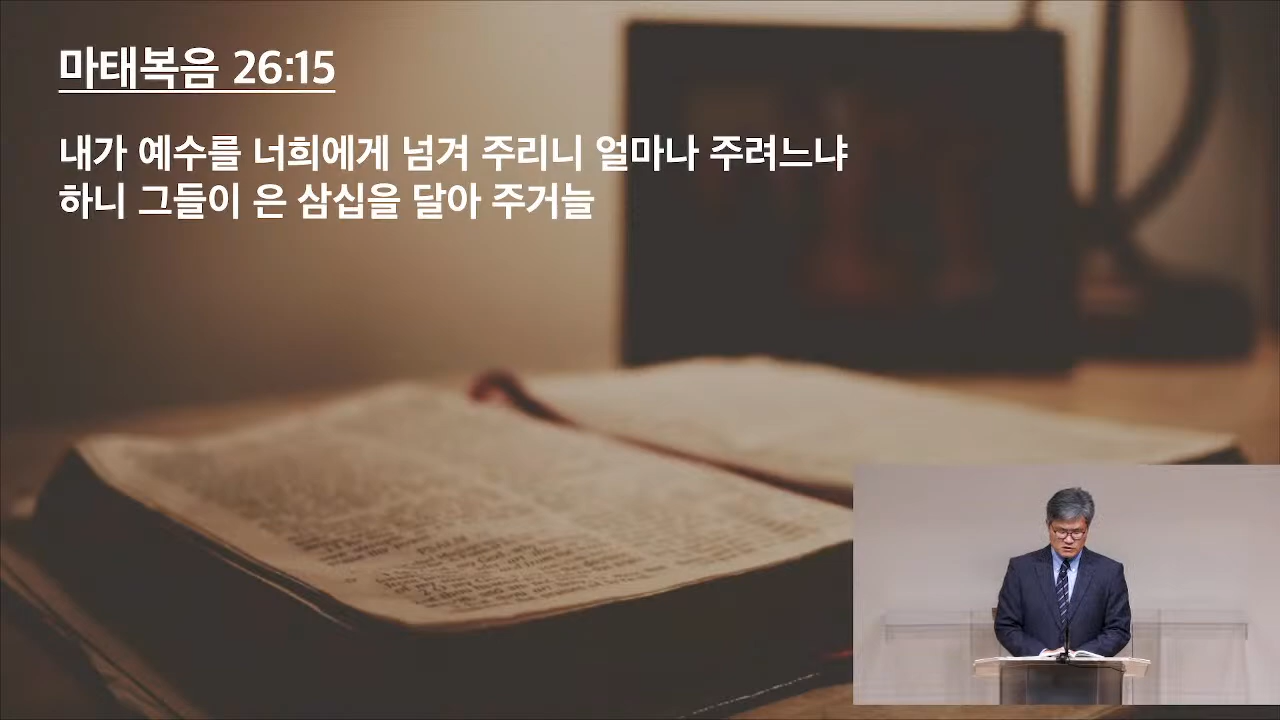 마태복음 26:15
내가 예수를 너희에게 넘겨 주리니 얼마나 주려느냐
하니 그들이 은 삼십을 달아 주거늘